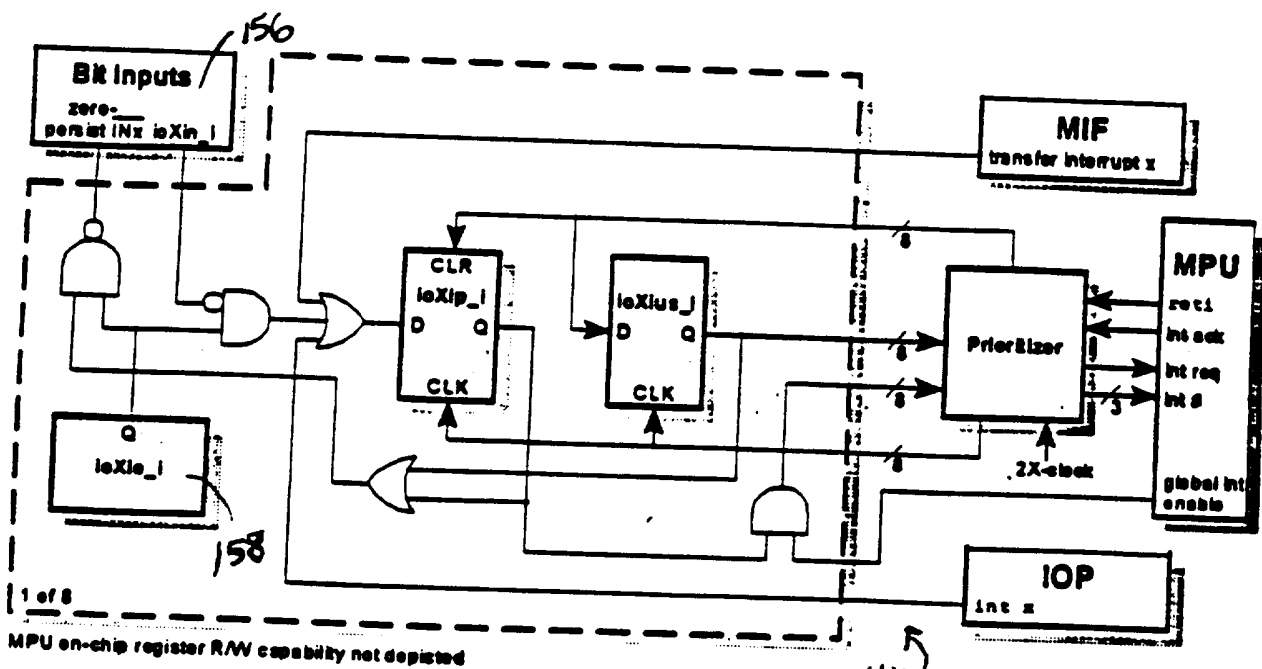 156
Bit Inputs
zero-
persist INx ioXin_i
MIF
transfer interrupt x
CLR
ioXip_i
D Q
CLK
ioXius_i
D Q
CLK
8
8
8
8
Prioritizer
2X-clock
MPU
reti
int ack
int req
int #
3
global int
enable
Q
ioXie_i
158
IOP
int x
1 of 8
MPU on-chip register R/W capability not depicted